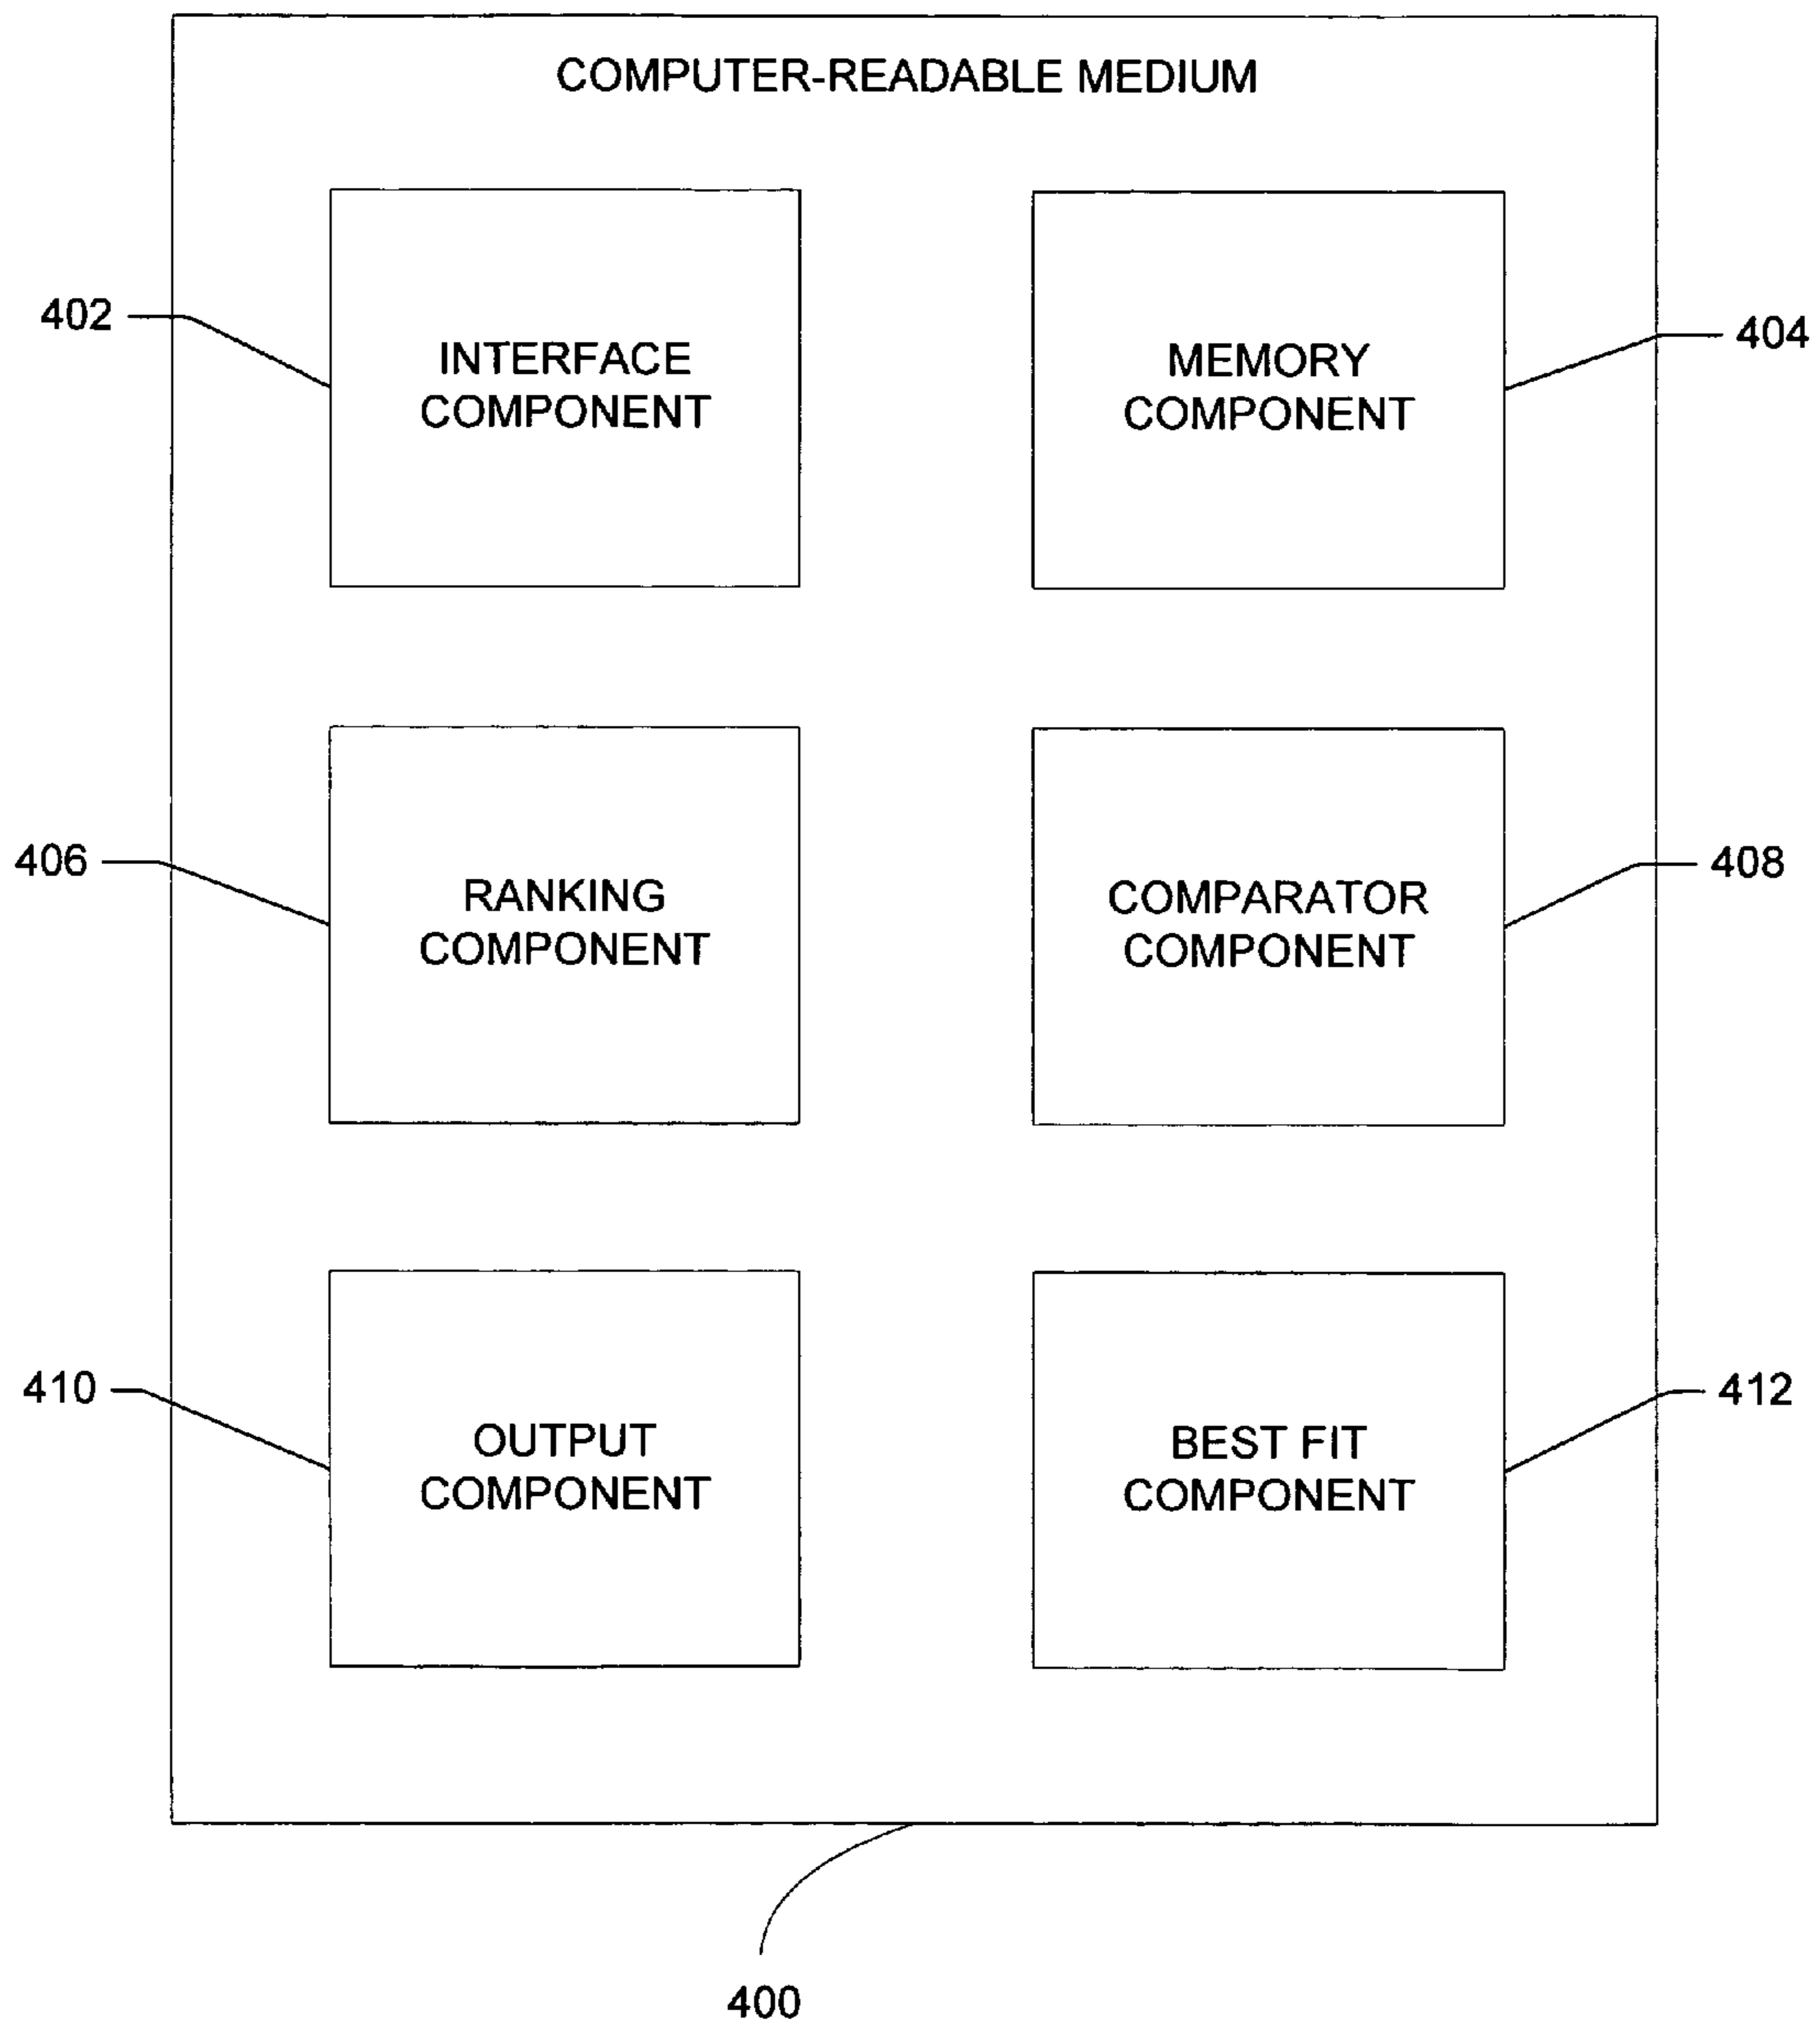 COMPUTER-READABLE MEDIUM
402
INTERFACE
COMPONENT
MEMORY
COMPONENT
404
406
RANKING
COMPONENT
COMPARATOR
COMPONENT
408
410
OUTPUT
COMPONENT
BEST FIT
COMPONENT
412
400